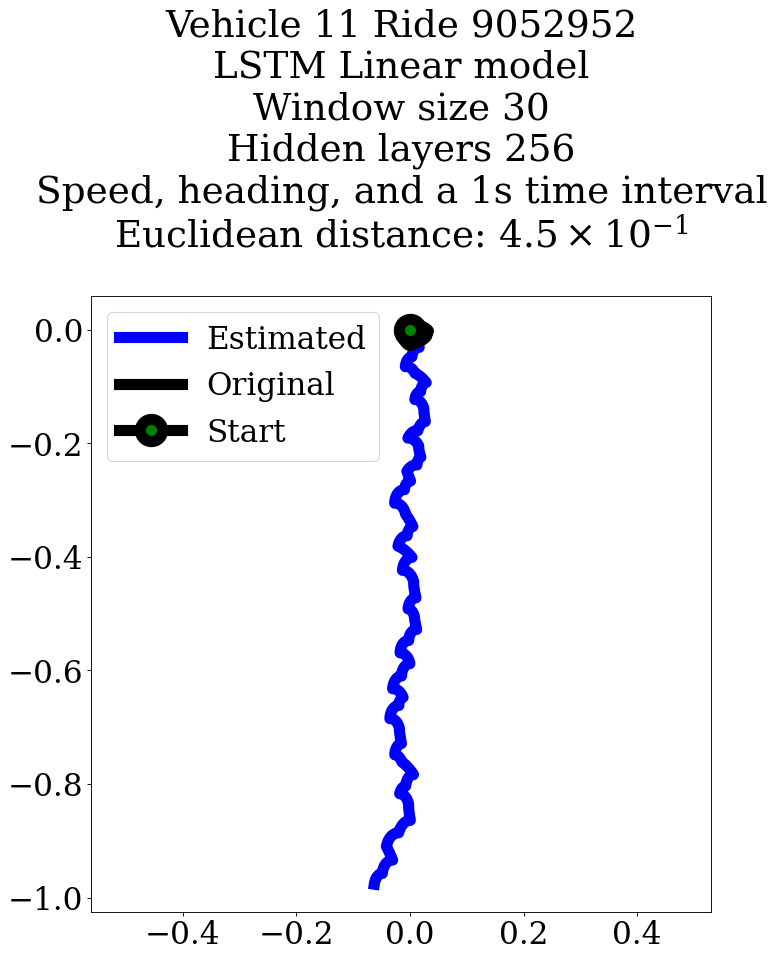 Vehicle 11 Ride 9052952
LSTM Linear model
Window size 30
Hidden layers 256
Speed, heading, and a 1s time interval
Euclidean distance: 4.5 × 10⁻¹
Estimated
Original
Start
0.0
−0.2
−0.4
−0.6
−0.8
−1.0
−0.4 −0.2 0.0 0.2 0.4